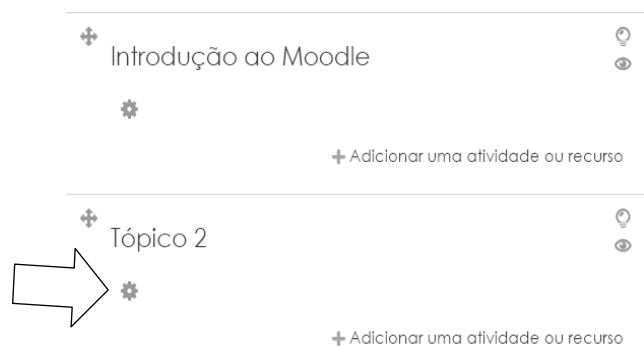 Introdução ao Moodle
Adicionar uma atividade ou recurso
Tópico 2
Adicionar uma atividade ou recurso